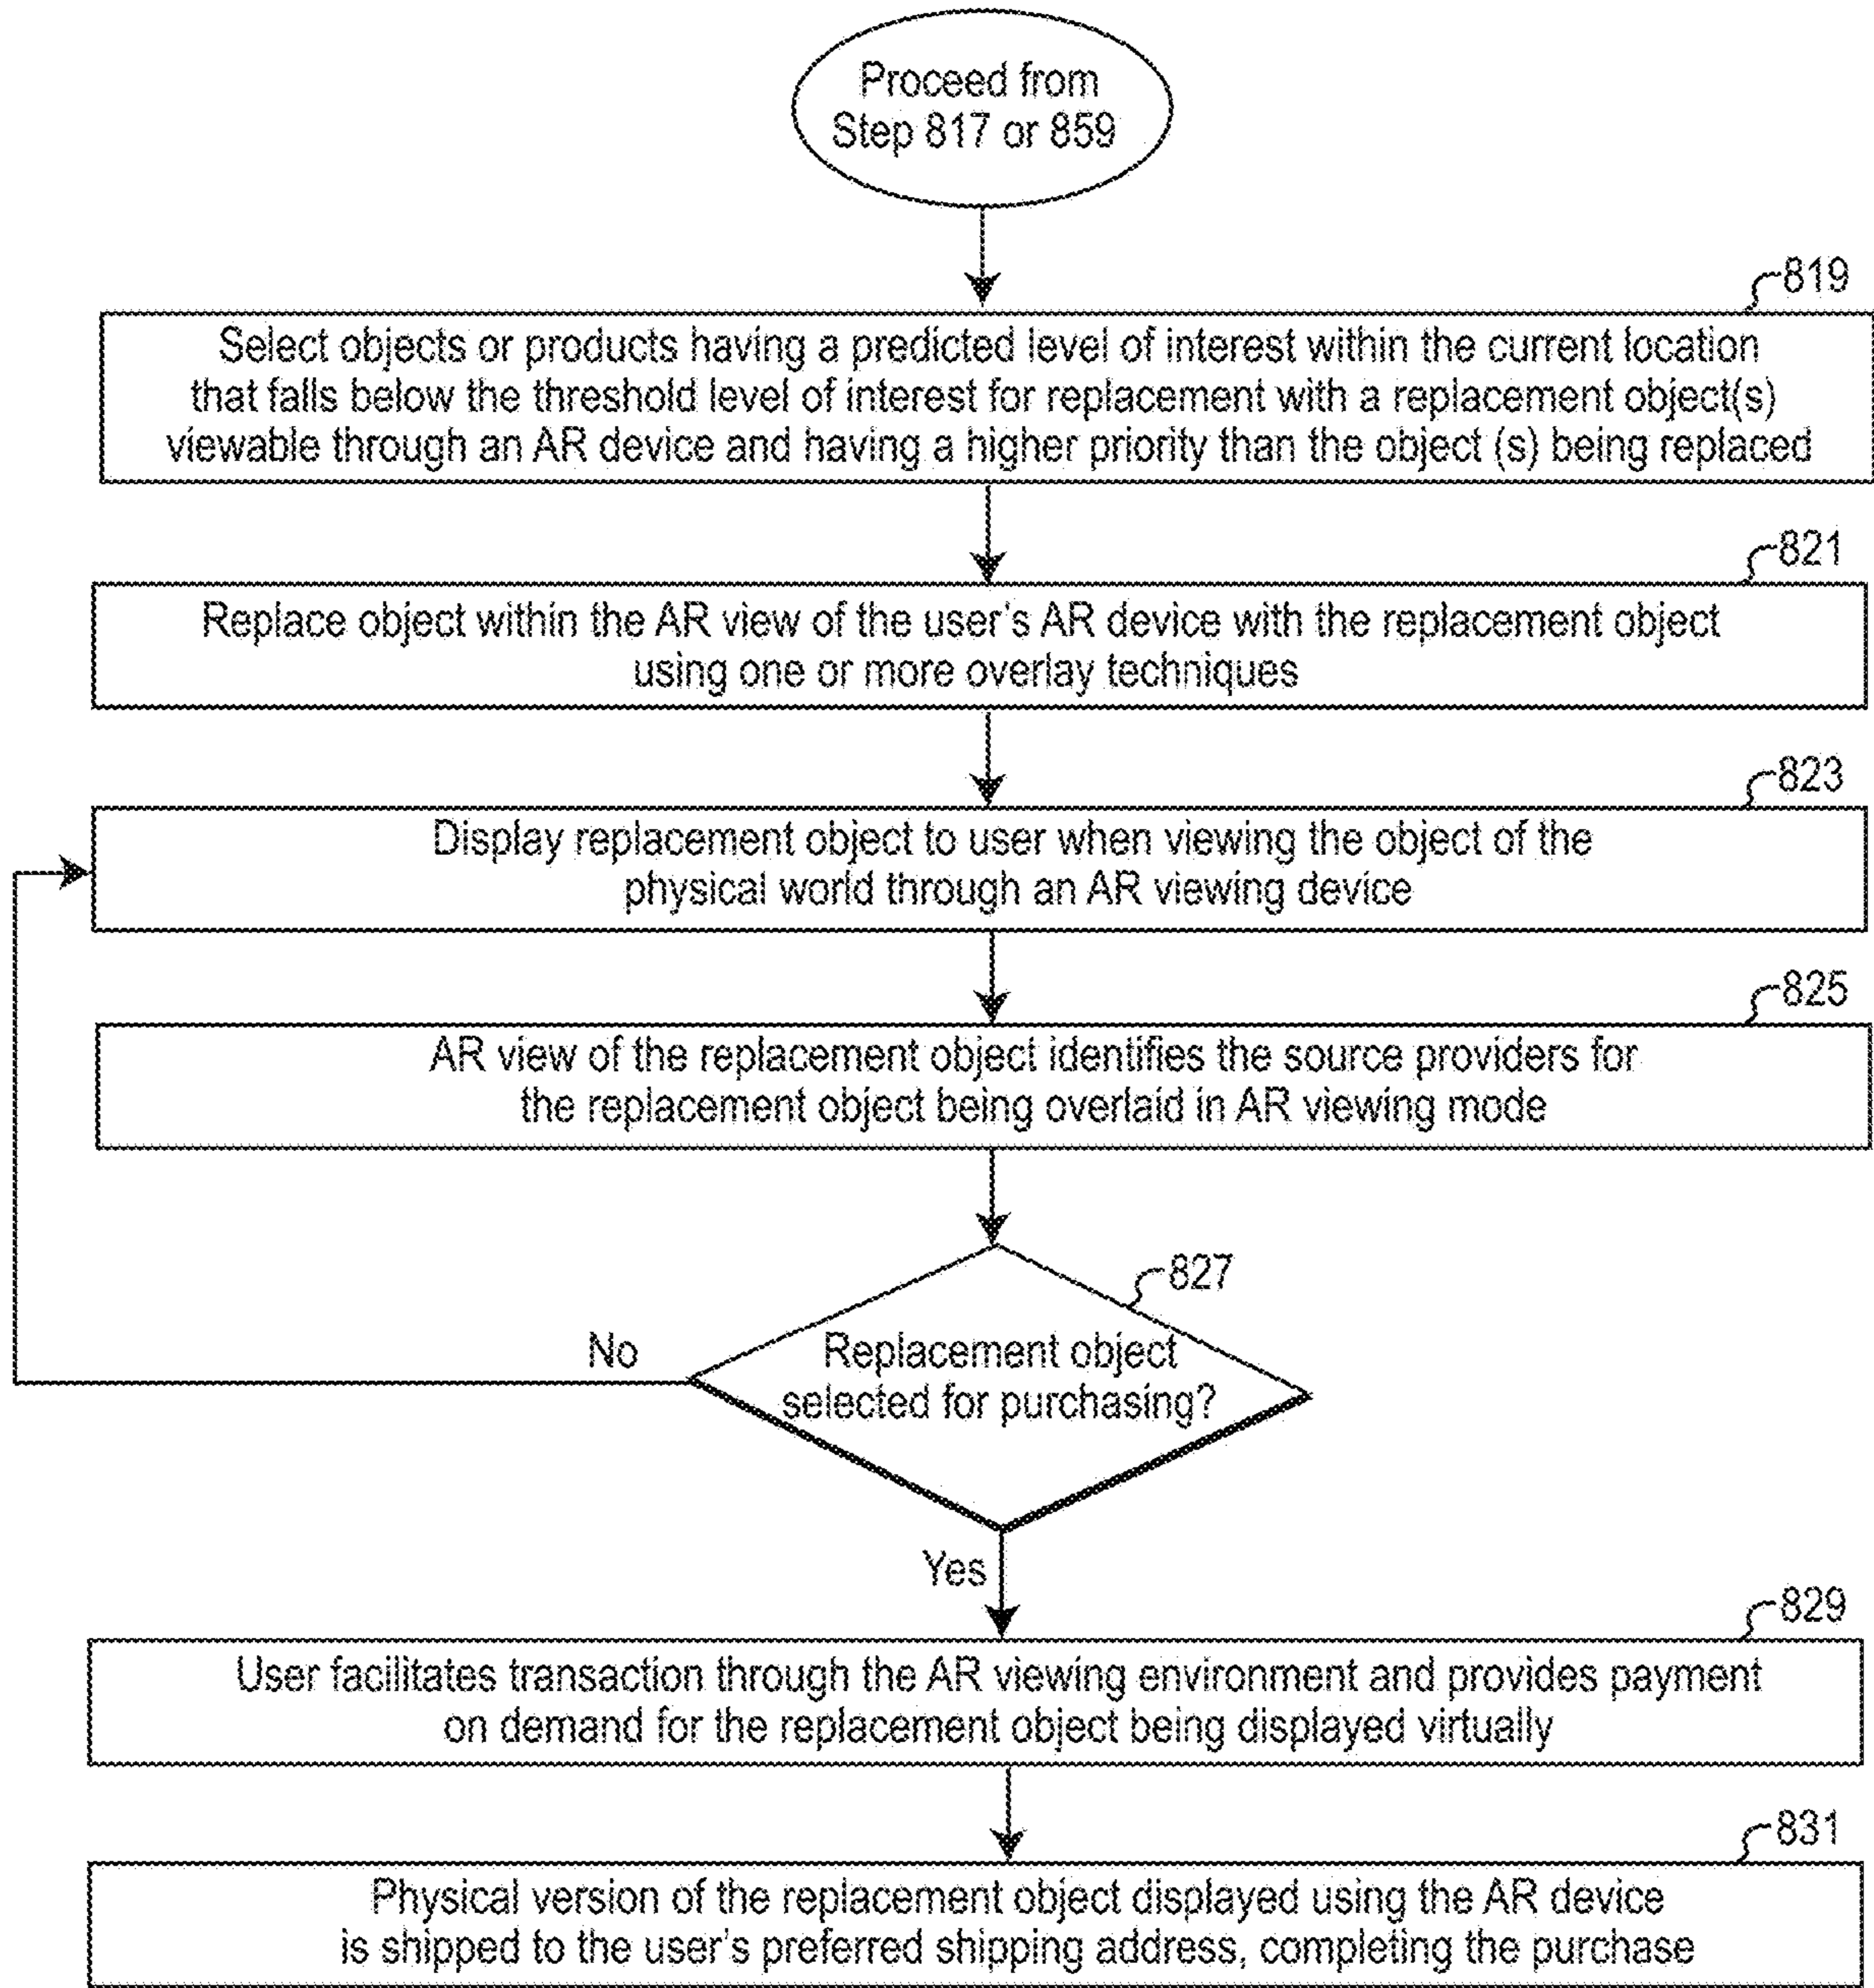 Proceed from
Step 817 or 859
819
Select objects or products having a predicted level of interest within the current location
that falls below the threshold level of interest for replacement with a replacement object(s)
viewable through an AR device and having a higher priority than the object (s) being replaced
821
Replace object within the AR view of the user's AR device with the replacement object
using one or more overlay techniques
823
Display replacement object to user when viewing the object of the
physical world through an AR viewing device
825
AR view of the replacement object identifies the source providers for
the replacement object being overlaid in AR viewing mode
827
Replacement object
selected for purchasing?
No
Yes
829
User facilitates transaction through the AR viewing environment and provides payment
on demand for the replacement object being displayed virtually
831
Physical version of the replacement object displayed using the AR device
is shipped to the user's preferred shipping address, completing the purchase